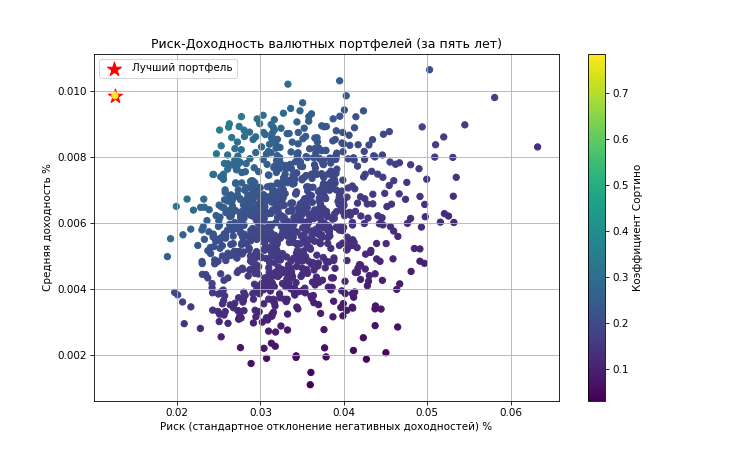 Риск-Доходность валютных портфелей (за пять лет)
Лучший портфель
0.010
0.008
0.006
0.004
0.002
Средняя доходность %
0.02 0.03 0.04 0.05 0.06
Риск (стандартное отклонение негативных доходностей) %
0.7
0.6
0.5
0.4
0.3
0.2
0.1
Коэффициент Сортино